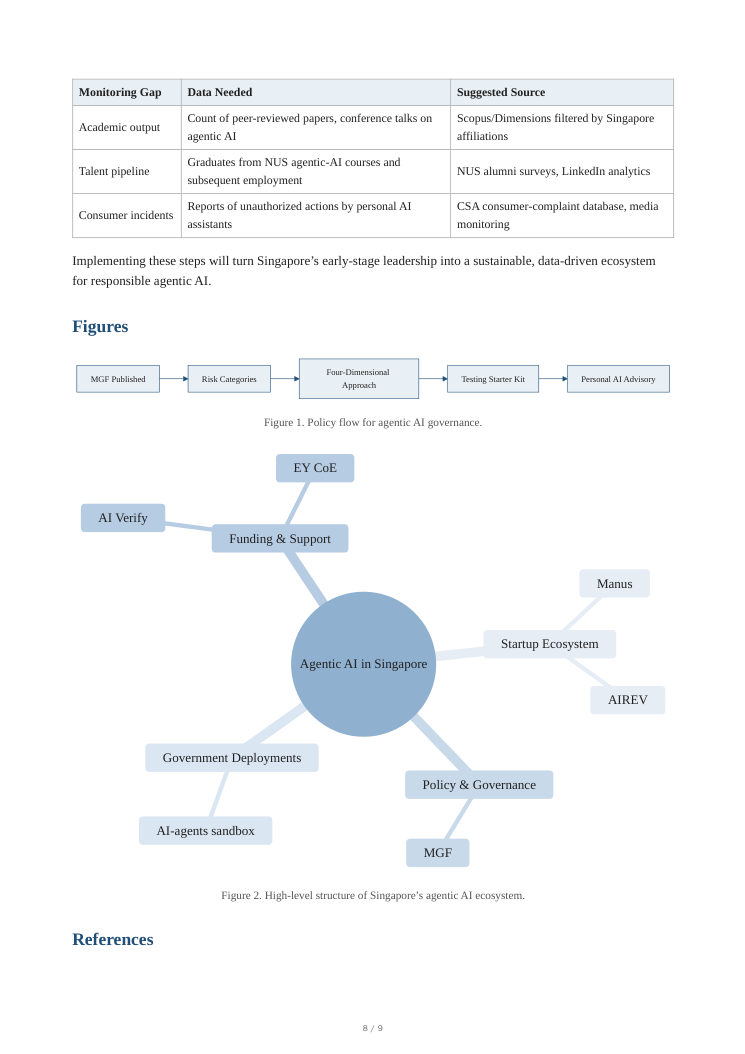 Monitoring Gap Data Needed Suggested Source
Academic output
Count of peer-reviewed papers, conference talks on
agentic AI
Scopus/Dimensions filtered by Singapore
affiliations
Talent pipeline
Graduates from NUS agentic-AI courses and
subsequent employment
NUS alumni surveys, LinkedIn analytics
Consumer incidents
Reports of unauthorized actions by personal AI
assistants
CSA consumer-complaint database, media
monitoring
Implementing these steps will turn Singapore’s early-stage leadership into a sustainable, data-driven ecosystem
for responsible agentic AI.
Figures
MGF Published
Risk Categories
Four-Dimensional
Approach
Testing Starter Kit
Personal AI Advisory
Figure 1. Policy flow for agentic AI governance.
EY CoE
AI Verify
Funding & Support
Manus
Startup Ecosystem
Agentic AI in Singapore
AIREV
Government Deployments
Policy & Governance
AI-agents sandbox
MGF
Figure 2. High-level structure of Singapore’s agentic AI ecosystem.
References
8 / 9